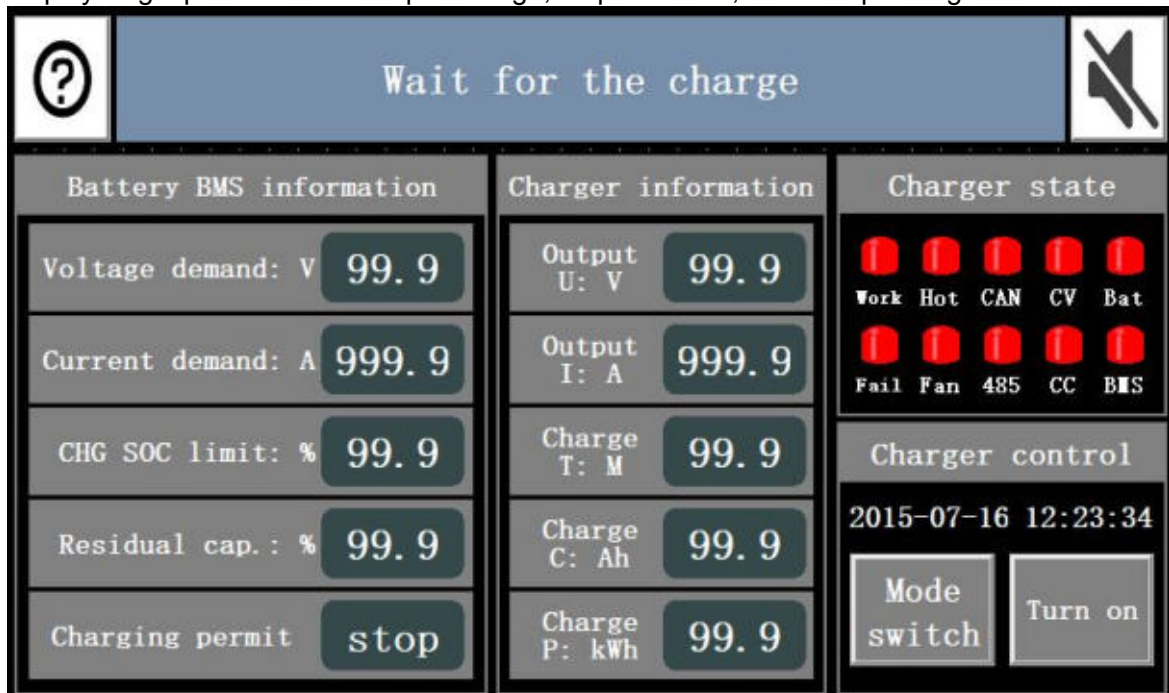 ?
Wait for the charge
Battery BMS information
Voltage demand: V 99.9
Current demand: A 999.9
CHG SOC limit: % 99.9
Residual cap.: % 99.9
Charging permit stop
Charger information
Output
U: V 99.9
Output
I: A 999.9
Charge
T: M 99.9
Charge
C: Ah 99.9
Charge
P: kWh 99.9
Charger state
Work Hot CAN CV Bat
Fail Fan 485 CC BMS
Charger control
2015-07-16 12:23:34
Mode
switch
Turn on